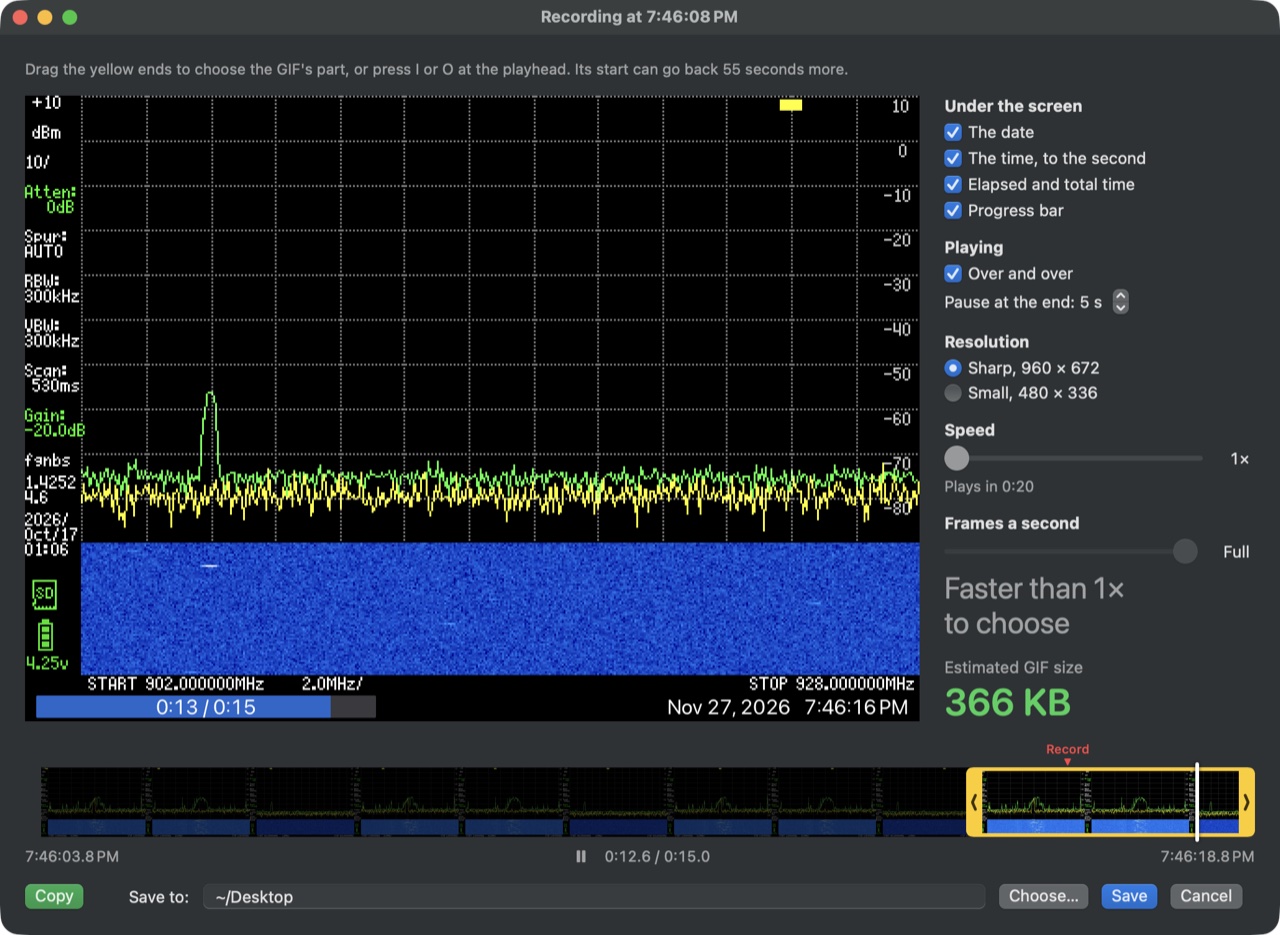 Recording at 7:46:08 PM
Drag the yellow ends to choose the GIF's part, or press I or O at the playhead. Its start can go back 55 seconds more.
+10
dBm
10/
Atten:
0dB
Spur:
AUTO
RBW:
300kHz
VBW:
300kHz
Scan:
530ms
Gain:
-20.0dB
fgnbs
1.4252
4.6
2026/
Oct/17
01:06
SD
4.25v
10
0
-10
-20
-30
-40
-50
-60
-70
-80
START 902.000000MHz 2.0MHz/ STOP 928.000000MHz
0:13 / 0:15 Nov 27, 2026 7:46:16 PM
Under the screen
The date
The time, to the second
Elapsed and total time
Progress bar
Playing
Over and over
Pause at the end: 5 s
Resolution
Sharp, 960 × 672
Small, 480 × 336
Speed
1×
Plays in 0:20
Frames a second
Full
Faster than 1×
to choose
Estimated GIF size
366 KB
Record
7:46:03.8 PM 0:12.6 / 0:15.0 7:46:18.8 PM
Copy Save to: ~/Desktop Choose... Save Cancel